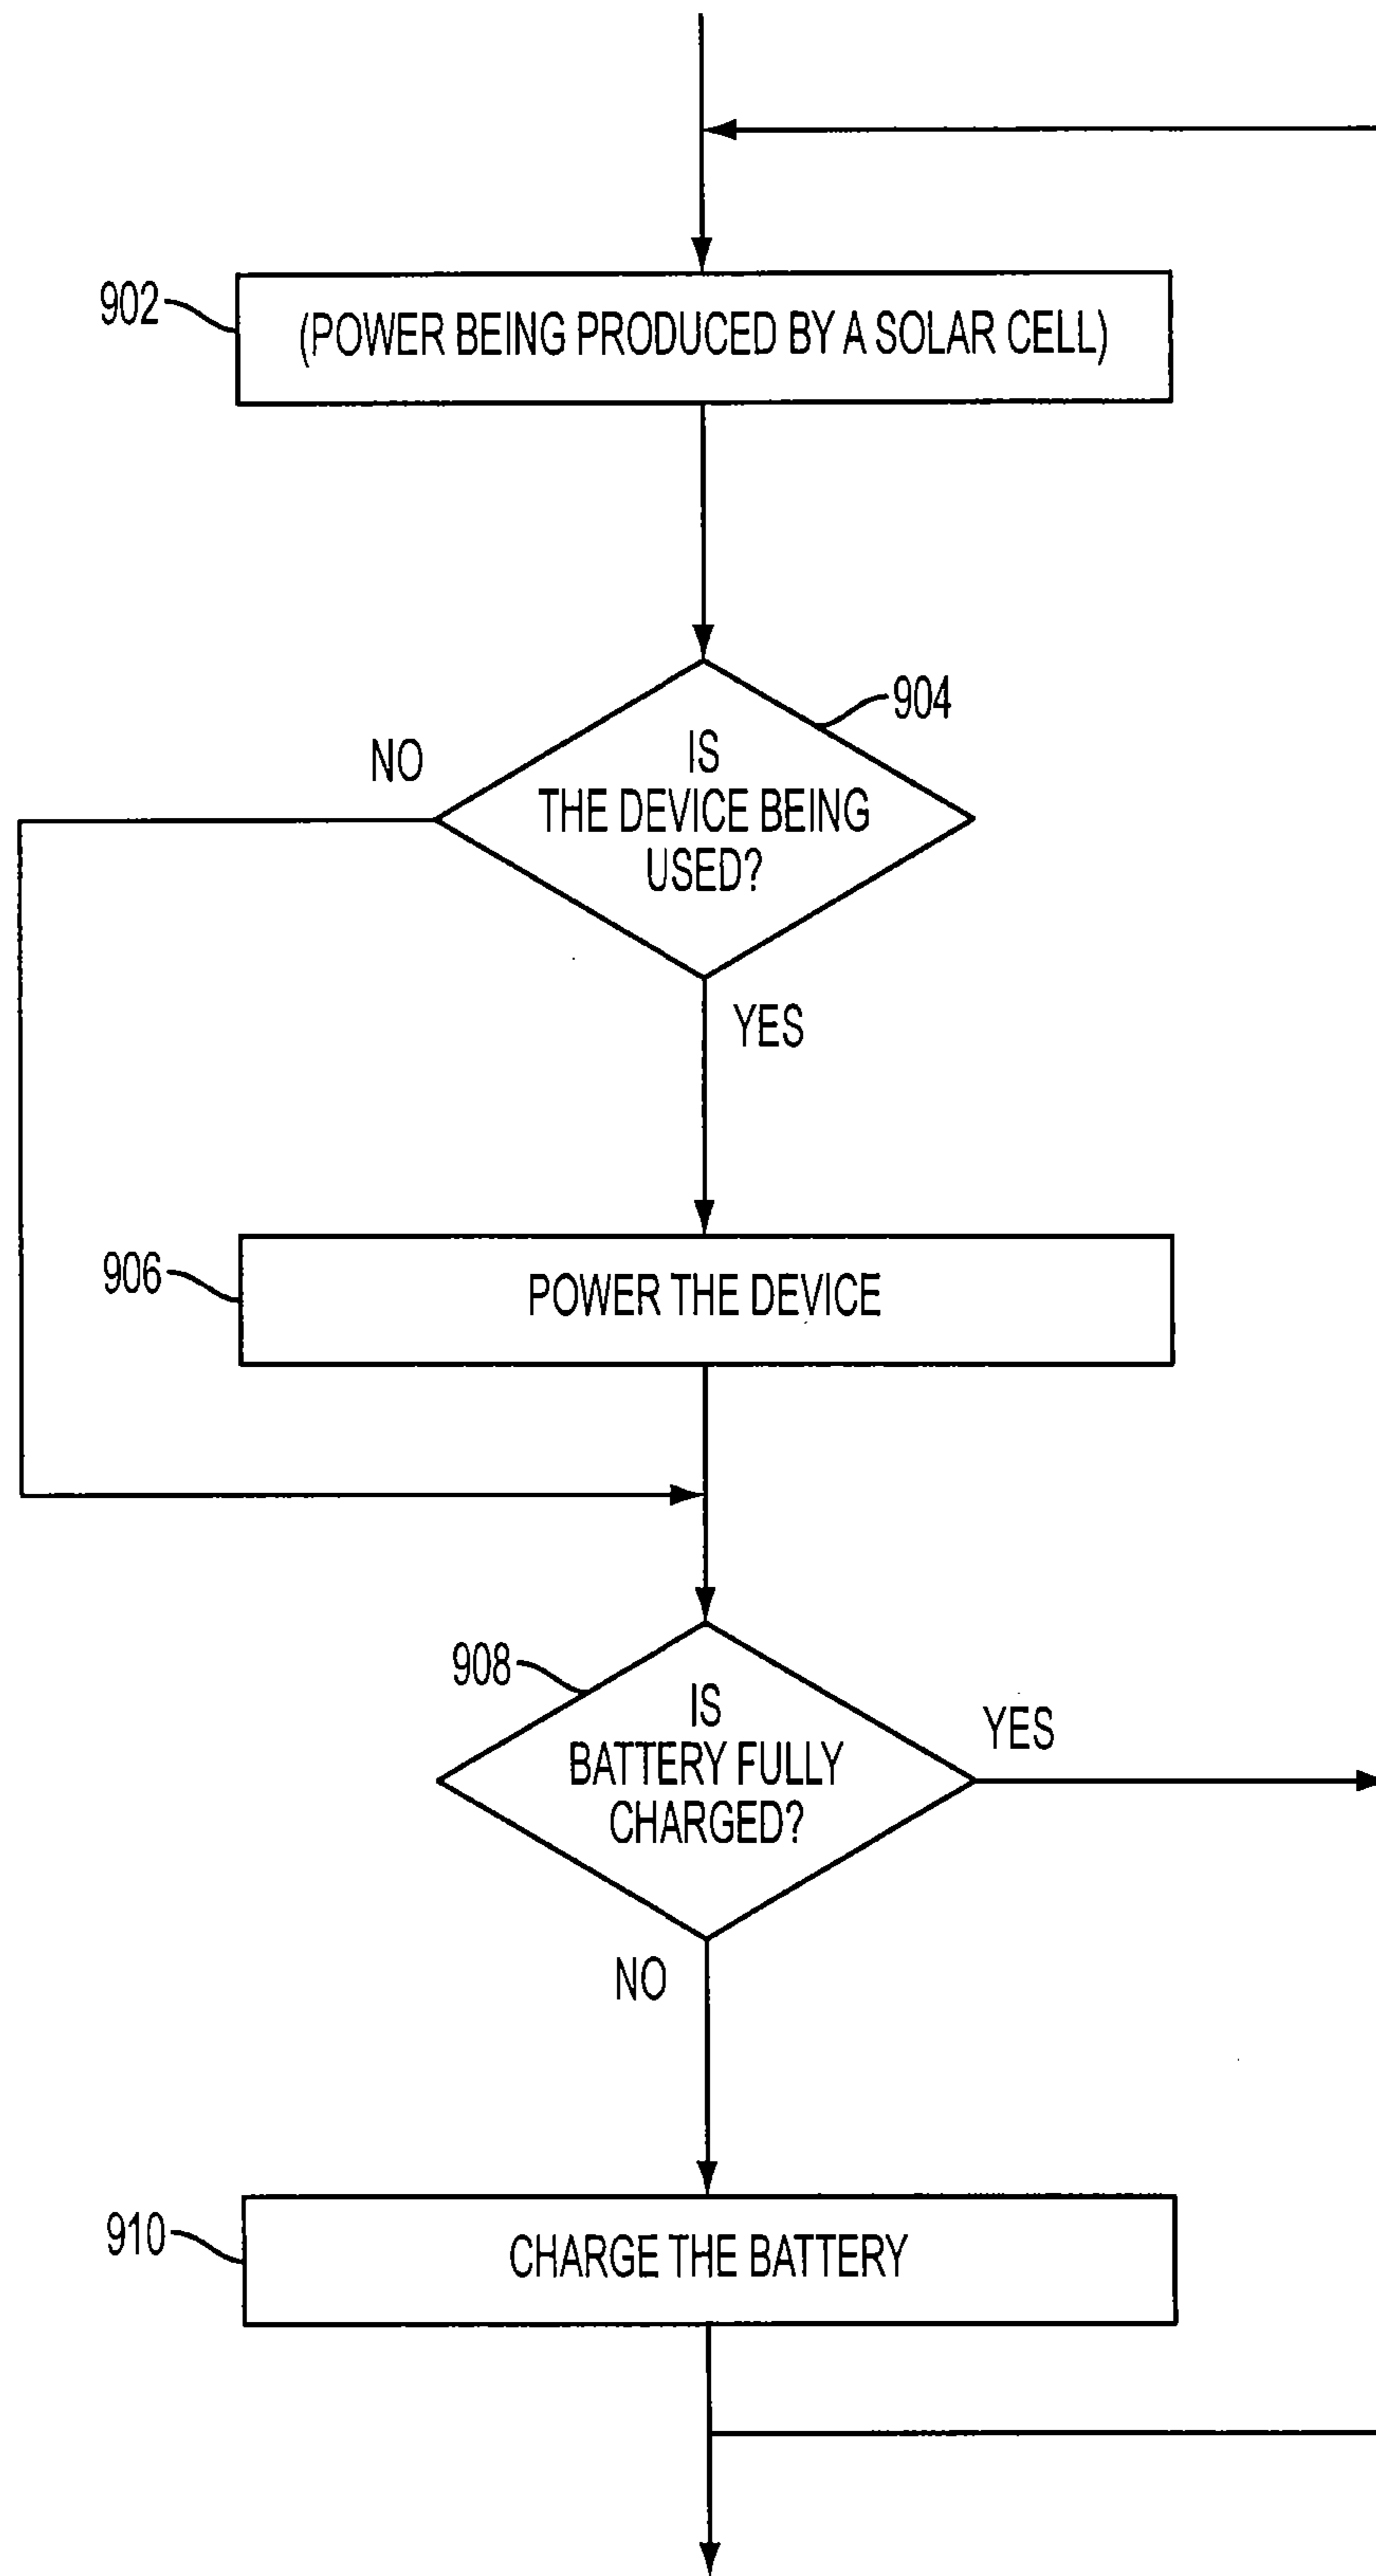 902
(POWER BEING PRODUCED BY A SOLAR CELL)
904
NO
IS
THE DEVICE BEING
USED?
YES
906
POWER THE DEVICE
908
IS
BATTERY FULLY
CHARGED?
YES
NO
910
CHARGE THE BATTERY